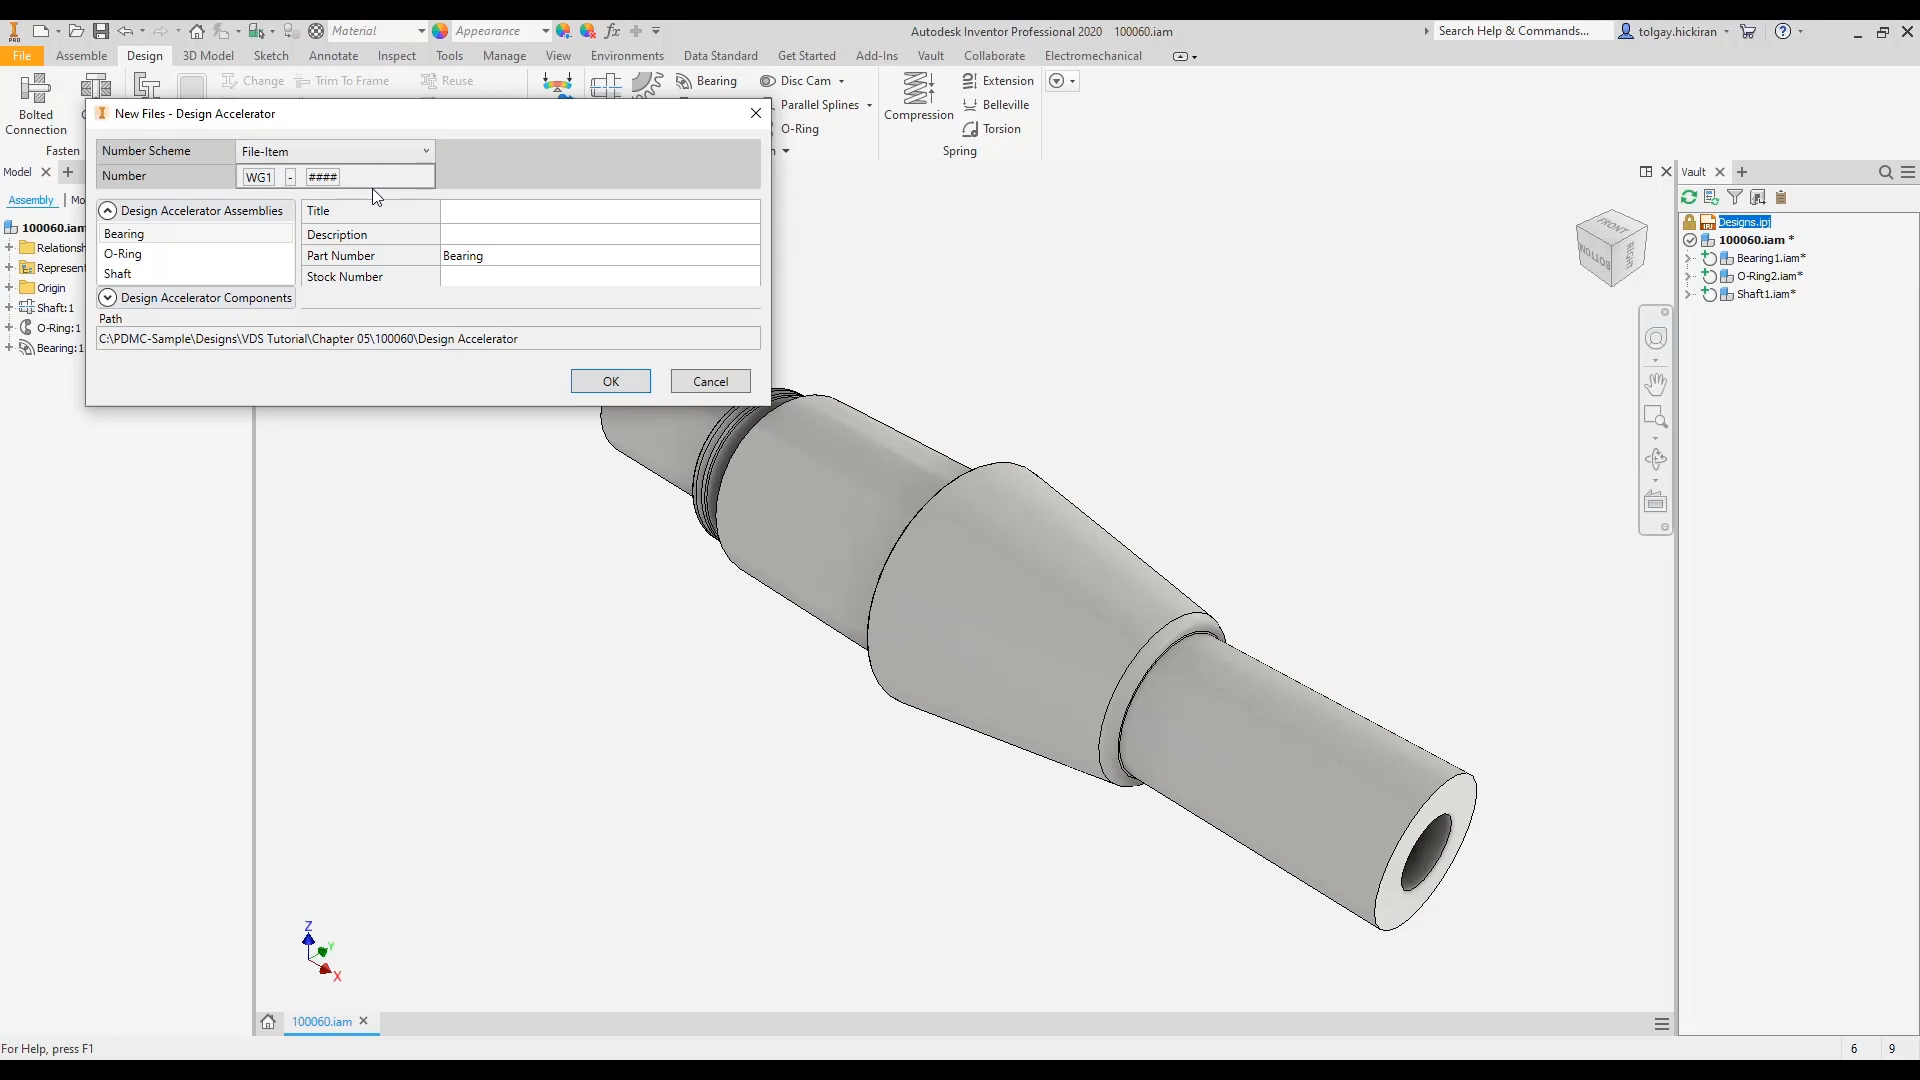 Material
Appearance
Autodesk Inventor Professional 2020 100060.iam
Search Help & Commands...
tolgay.hickiran
File Assemble Design 3D Model Sketch Annotate Inspect Tools Manage View Environments Data Standard Get Started Add-Ins Vault Collaborate Electromechanical
Change Trim To Frame Reuse
Bearing Disc Cam Extension
Parallel Splines Belleville
O-Ring Torsion
Bolted
Connection
Compression
Fasten
Spring
New Files - Design Accelerator
Number Scheme File-Item
Number WG1 - ####
Design Accelerator Assemblies
Bearing
O-Ring
Shaft
Design Accelerator Components
Title
Description
Part Number Bearing
Stock Number
Path
C:\PDMC-Sample\Designs\VDS Tutorial\Chapter 05\100060\Design Accelerator
OK Cancel
Model
Assembly Mo
100060.iam
Relationsh
Represen
Origin
Shaft:1
O-Ring:1
Bearing:1
Vault
Designs.ipj
100060.iam *
Bearing1.iam*
O-Ring2.iam*
Shaft1.iam*
FRONT
RIGHT
BOTTOM
Z
Y
X
100060.iam
For Help, press F1
6 9